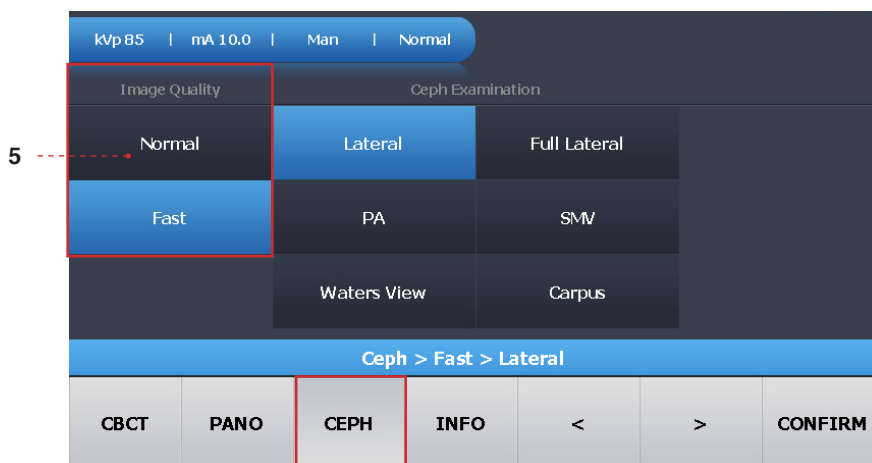 kVp 85 | mA 10.0 | Man | Normal
Image Quality Ceph Examination
5 Normal Lateral Full Lateral
Fast PA SMV
Waters View Carpus
Ceph > Fast > Lateral
CBCT PANO CEPH INFO < > CONFIRM